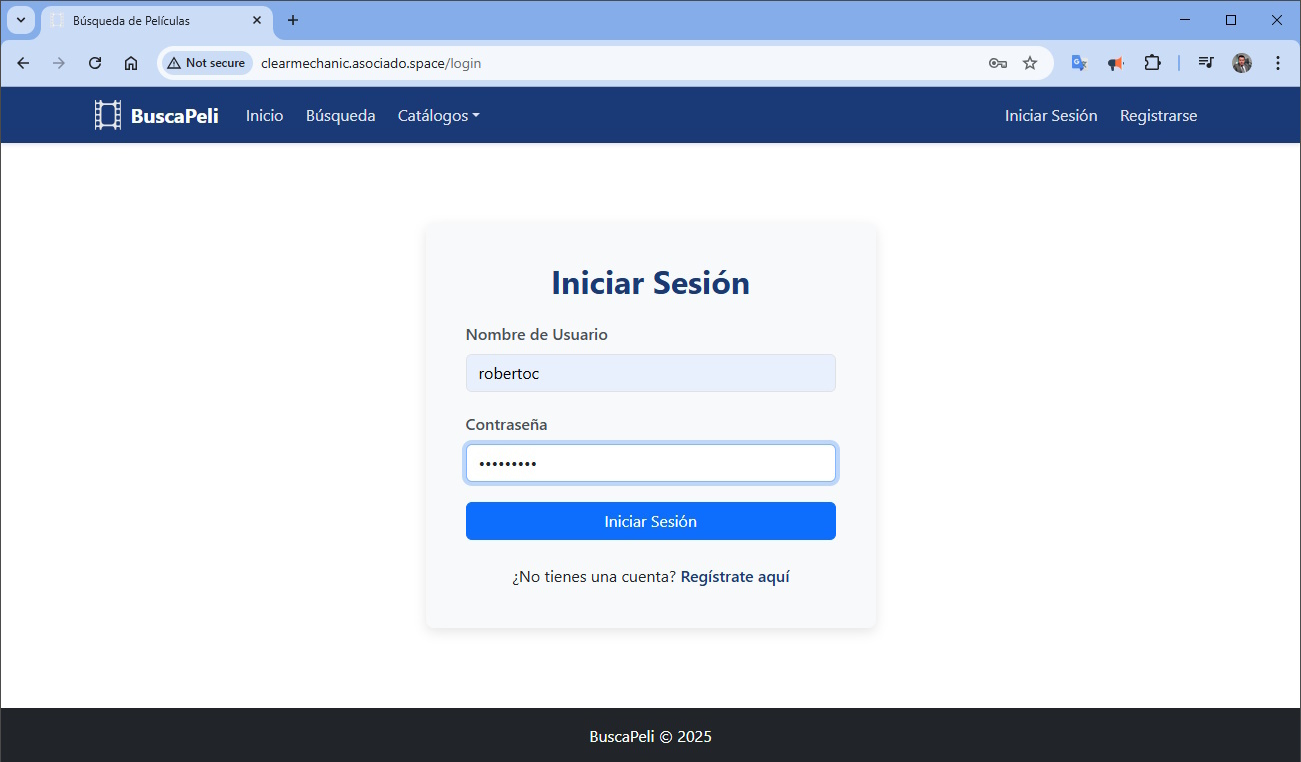 Búsqueda de Películas
Not secure
clearmechanic.asociado.space/login
BuscaPeli Inicio Búsqueda Catálogos Iniciar Sesión Registrarse
Iniciar Sesión
Nombre de Usuario
robertoc
Contraseña
•••••••••
Iniciar Sesión
¿No tienes una cuenta? Regístrate aquí
BuscaPeli © 2025